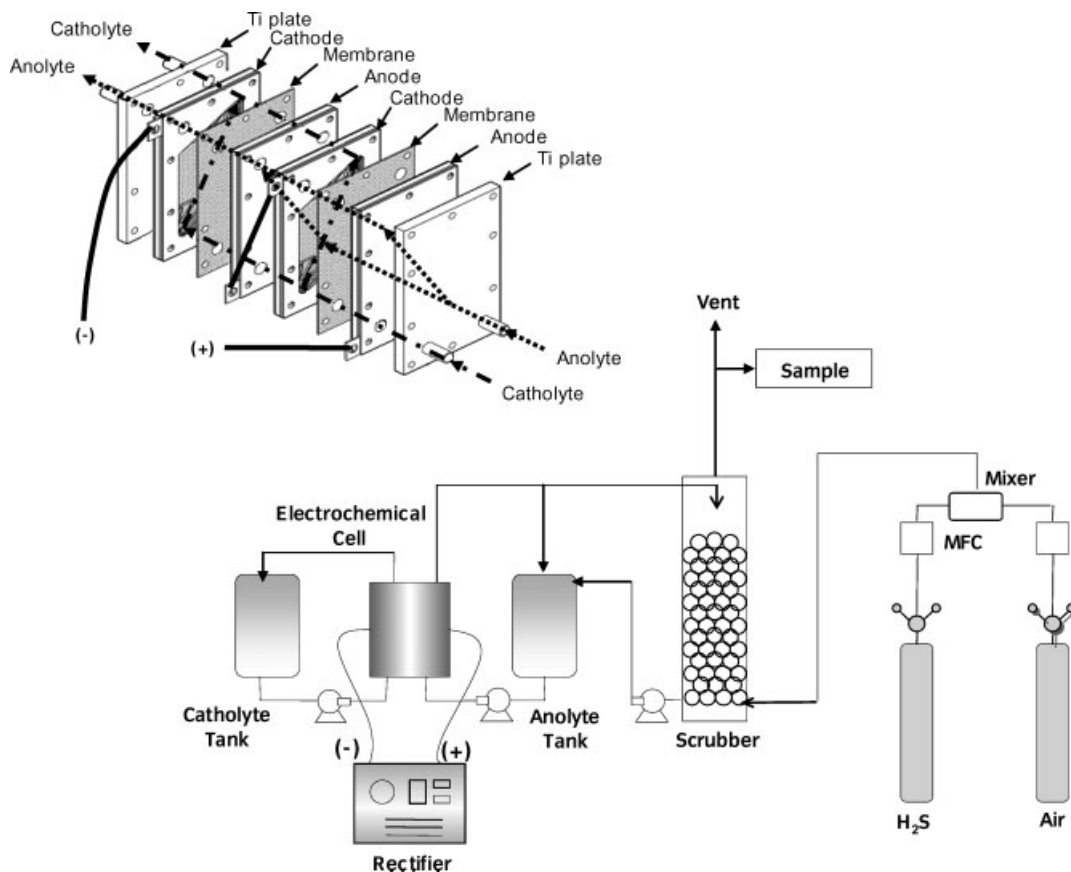 Ti plate
Catholyte
Cathode
Membrane
Anolyte
Anode
Cathode
Membrane
Anode
Ti plate
(-)
(+)
Anolyte
Catholyte
Vent
Sample
Mixer
MFC
Electrochemical
Cell
Catholyte
Tank
Anolyte
Tank
Scrubber
(-)
(+)
Rectifier
H₂S
Air